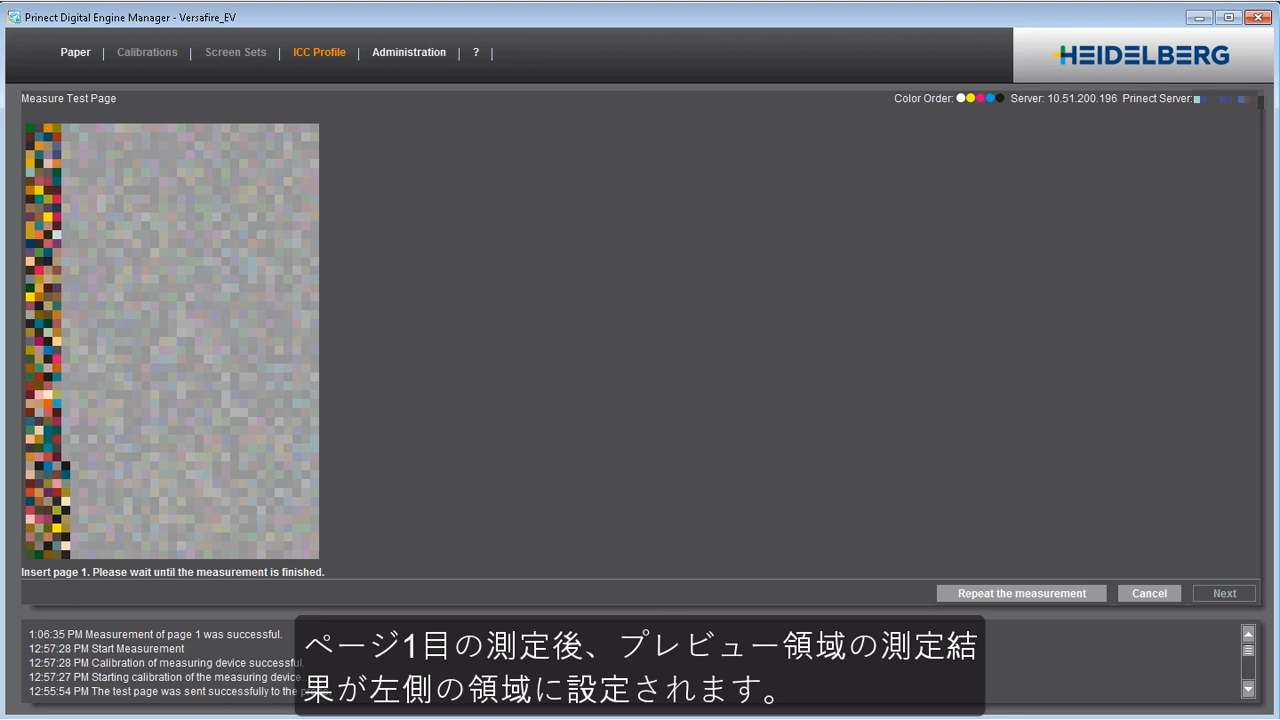 Prinect Digital Engine Manager - Versafire_EV
Paper | Calibrations | Screen Sets | ICC Profile | Administration | ? |
HEIDELBERG
Measure Test Page
Color Order: Server: 10.51.200.196 Prinect Server:
Insert page 1. Please wait until the measurement is finished.
Repeat the measurement
Cancel
Next
1:06:35 PM Measurement of page 1 was successful.
12:57:28 PM Start Measurement
12:57:28 PM Calibration of measuring device successful.
12:57:27 PM Starting calibration of the measuring device.
12:55:54 PM The test page was sent successfully to the
ページ1目の測定後、プレビュー領域の測定結
果が左側の領域に設定されます。